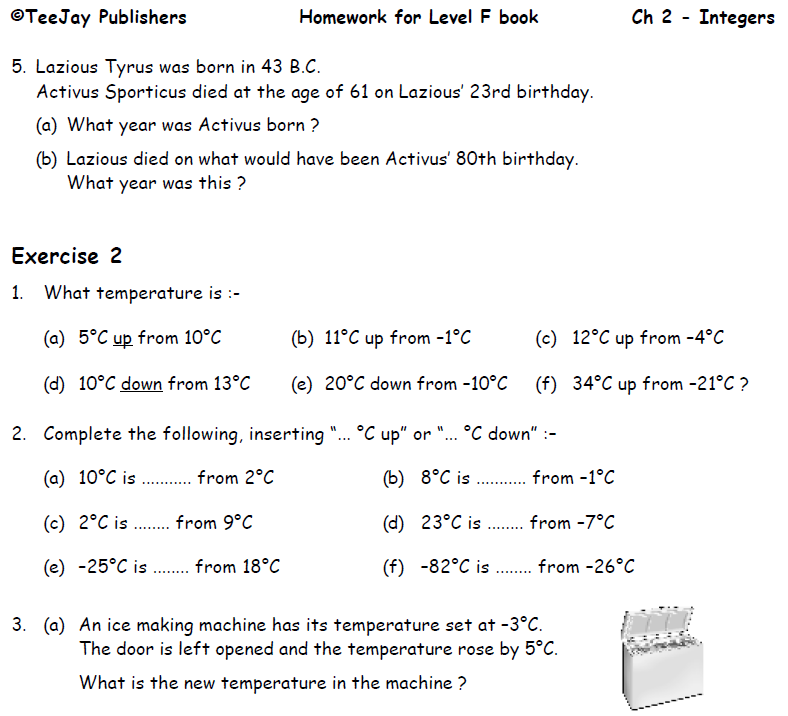 ©TeeJay Publishers Homework for Level F book Ch 2 - Integers
5. Lazious Tyrus was born in 43 B.C.
Activus Sporticus died at the age of 61 on Lazious' 23rd birthday.
(a) What year was Activus born ?
(b) Lazious died on what would have been Activus' 80th birthday.
What year was this ?
Exercise 2
1. What temperature is :-
(a) 5°C up from 10°C (b) 11°C up from -1°C (c) 12°C up from -4°C
(d) 10°C down from 13°C (e) 20°C down from -10°C (f) 34°C up from -21°C ?
2. Complete the following, inserting "... °C up" or "... °C down" :-
(a) 10°C is ........... from 2°C (b) 8°C is ........... from -1°C
(c) 2°C is ........ from 9°C (d) 23°C is ........ from -7°C
(e) -25°C is ........ from 18°C (f) -82°C is ........ from -26°C
3. (a) An ice making machine has its temperature set at -3°C.
The door is left opened and the temperature rose by 5°C.
What is the new temperature in the machine ?